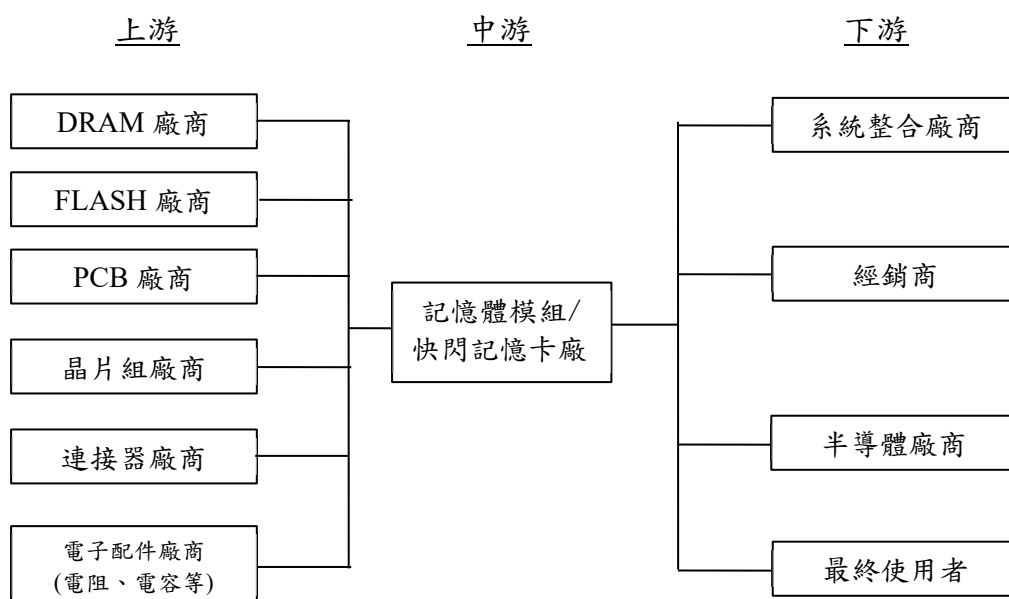 上游
中游
下游
DRAM 廠商
FLASH 廠商
PCB 廠商
晶片組廠商
連接器廠商
電子配件廠商
(電阻、電容等)
記憶體模組/
快閃記憶卡廠
系統整合廠商
經銷商
半導體廠商
最終使用者